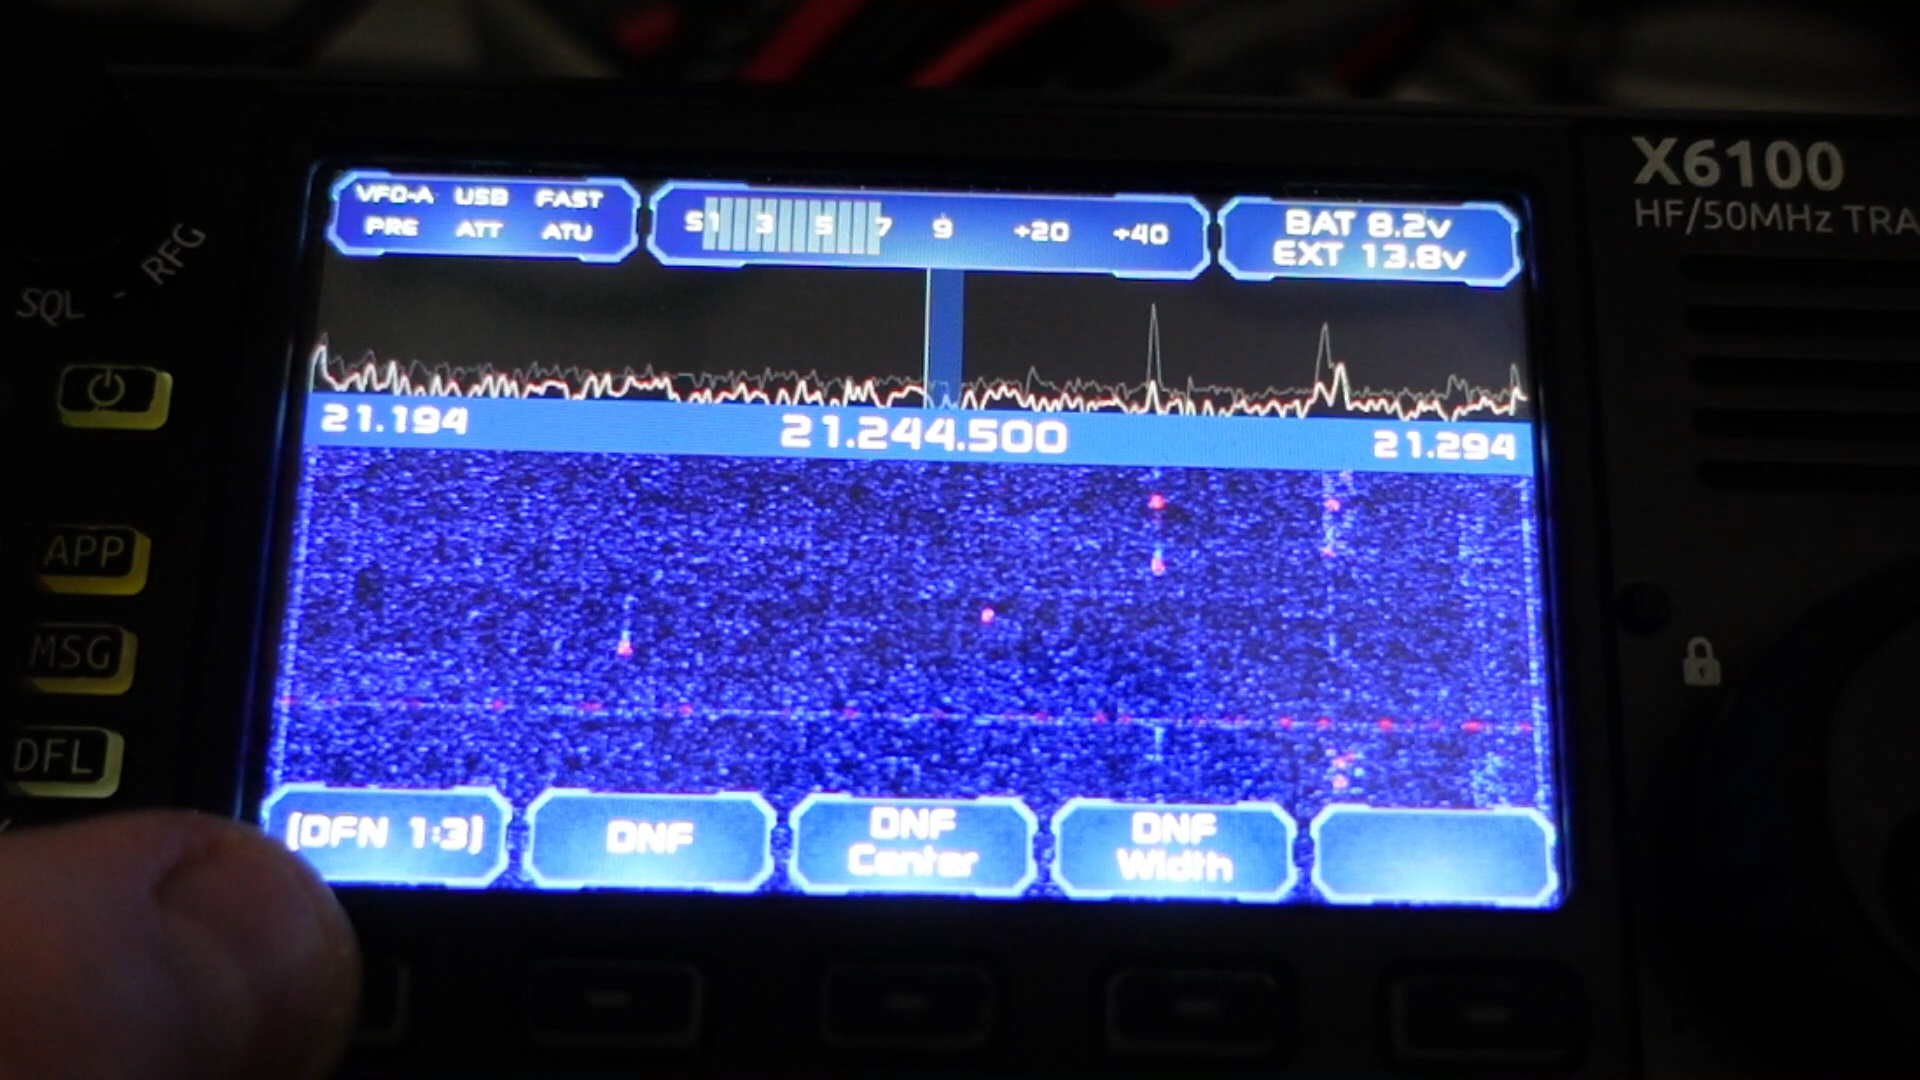 X6100
HF/50MHz TRA
VFO-A USB FAST
PRE ATT ATU
S1 3 5 7 9 +20 +40
BAT 8.2v
EXT 13.8v
SQL - RFG
21.194 21.244.500 21.294
APP
MSG
DFL
(DFN 1:3)
DNF
DNF
Center
DNF
Width